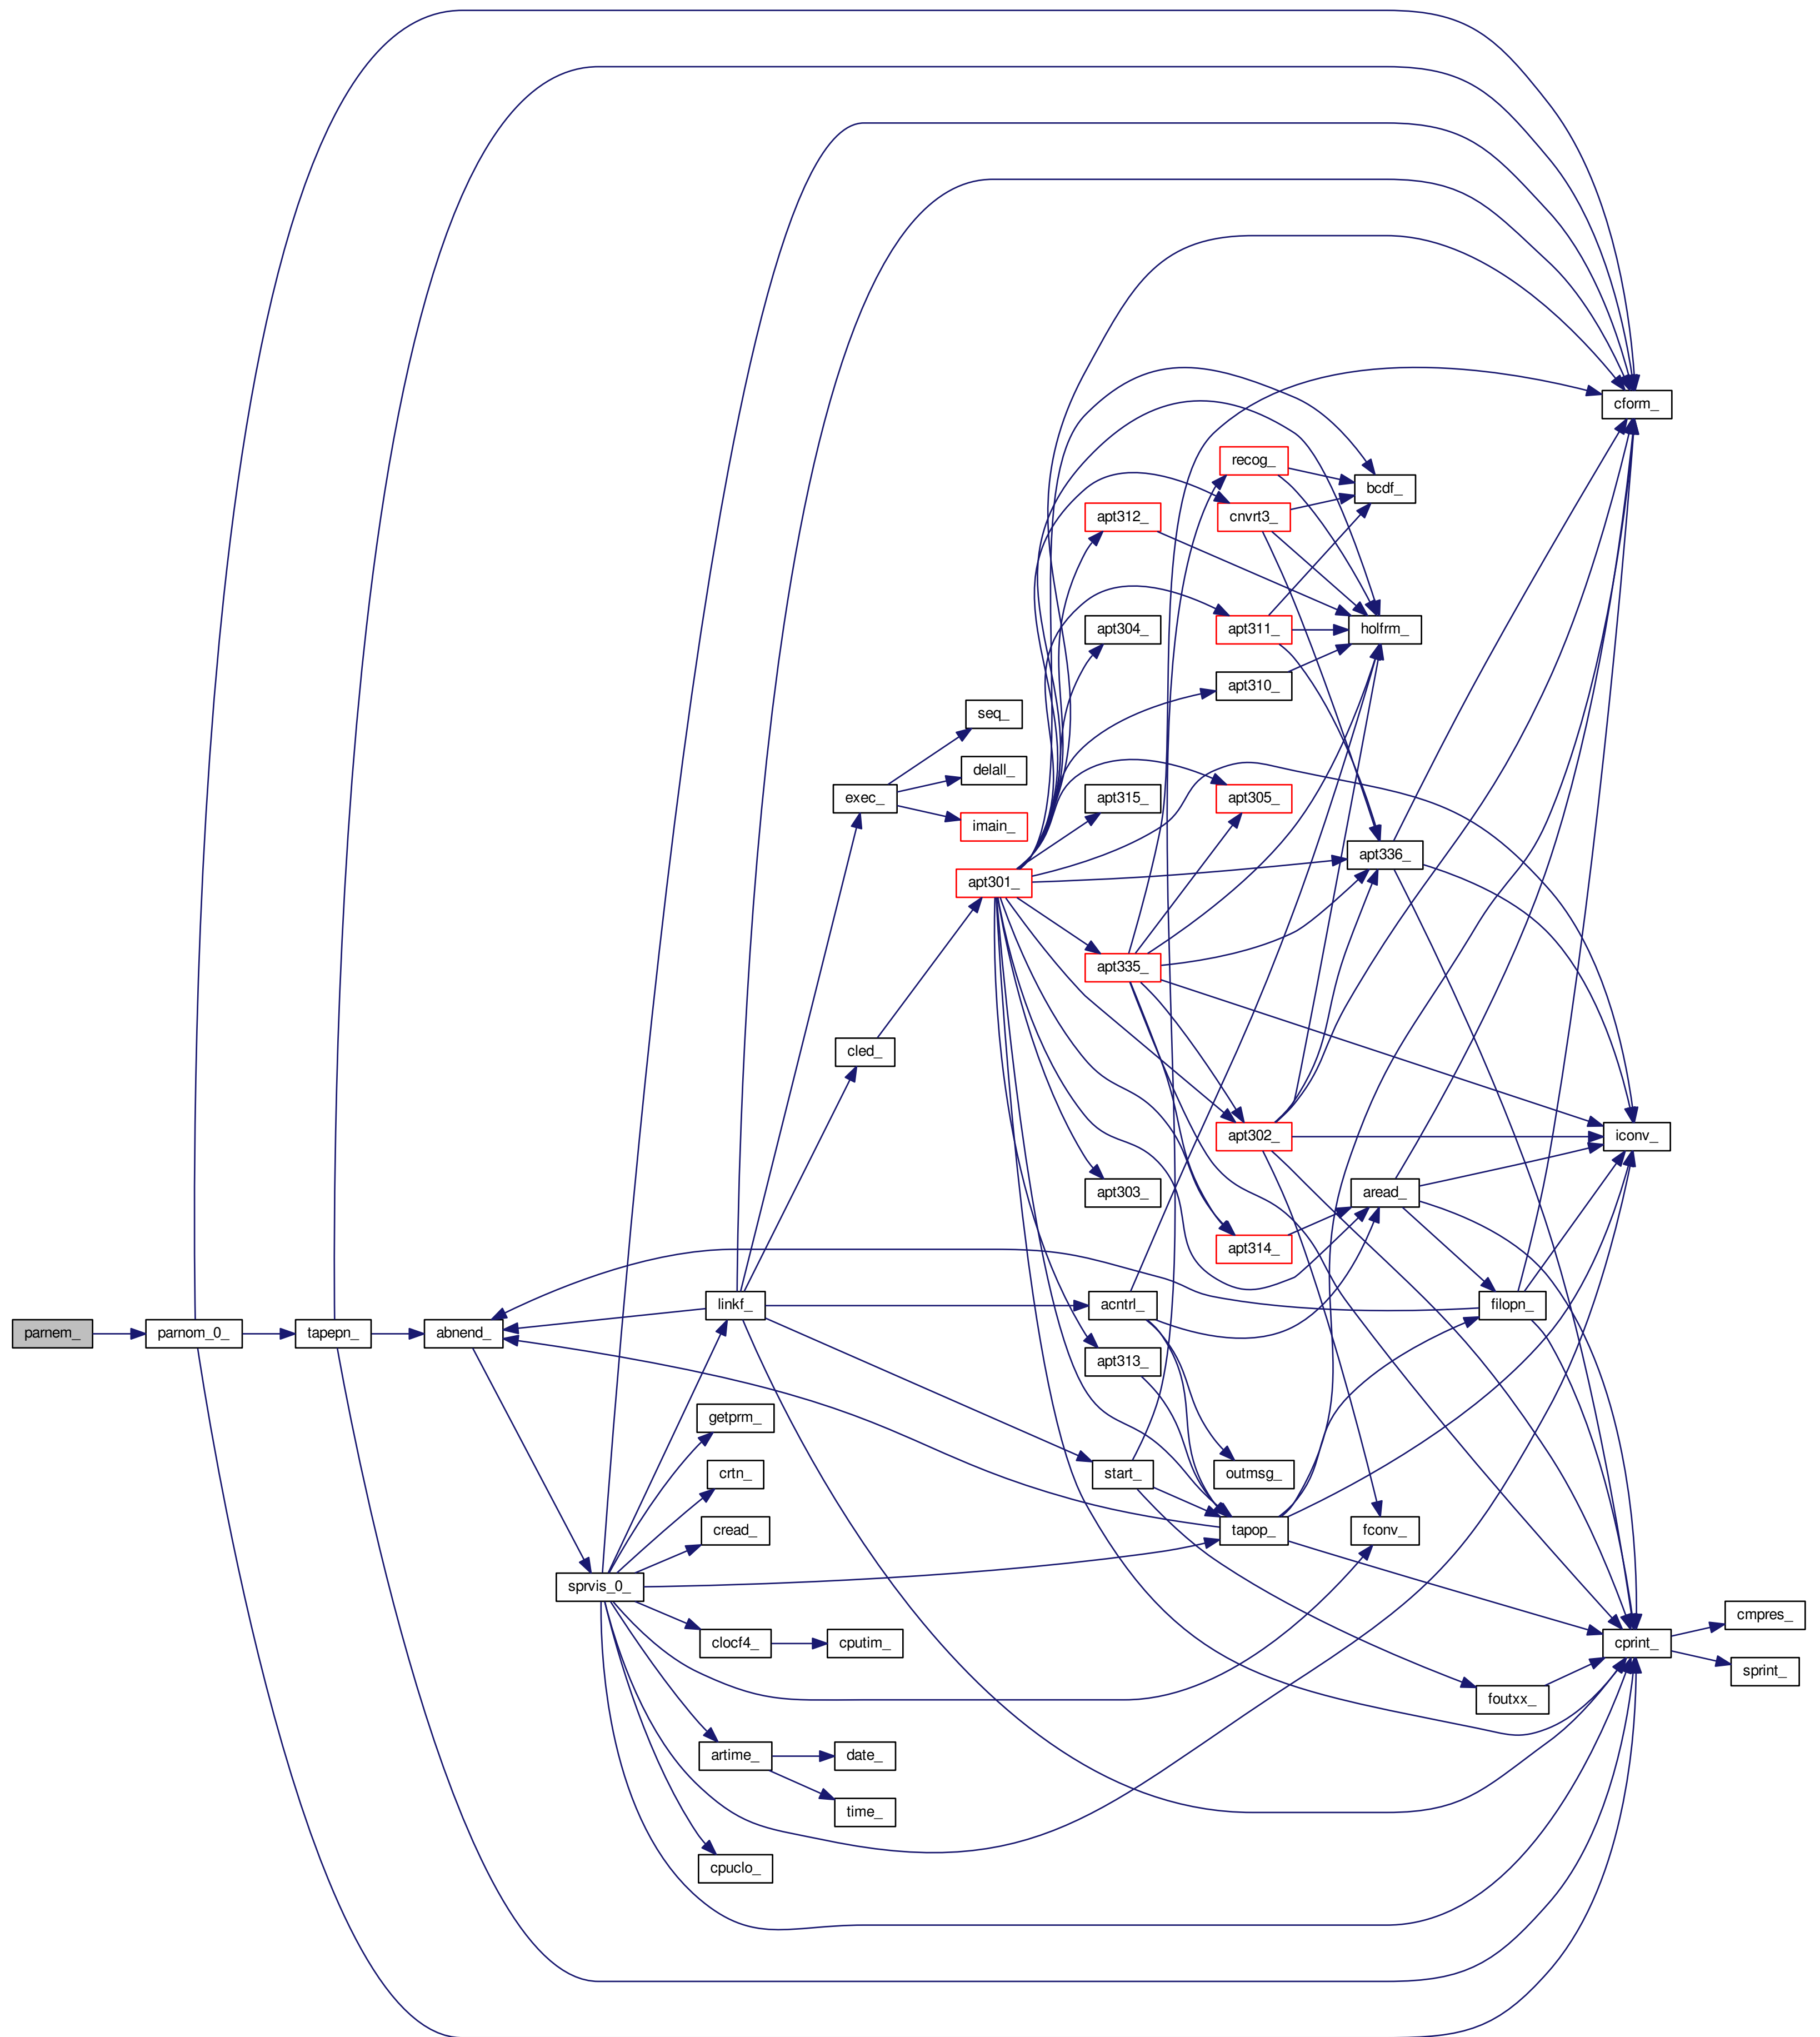 cform_
recog_
bcdf_
apt312_
cnvrt3_
apt304_
apt311_
holfrm_
apt310_
seq_
delall_
exec_
apt315_
apt305_
imain_
apt336_
apt301_
apt335_
cled_
apt302_
iconv_
apt303_
aread_
apt314_
linkf_
acntrl_
filopn_
parnem_
parnom_0_
tapepn_
abnend_
apt313_
getprm_
crtn_
start_
outmsg_
cread_
tapop_
fconv_
sprvis_0_
cmpres_
clocf4_
cputim_
cprint_
sprint_
foutxx_
artime_
date_
time_
cpuclo_